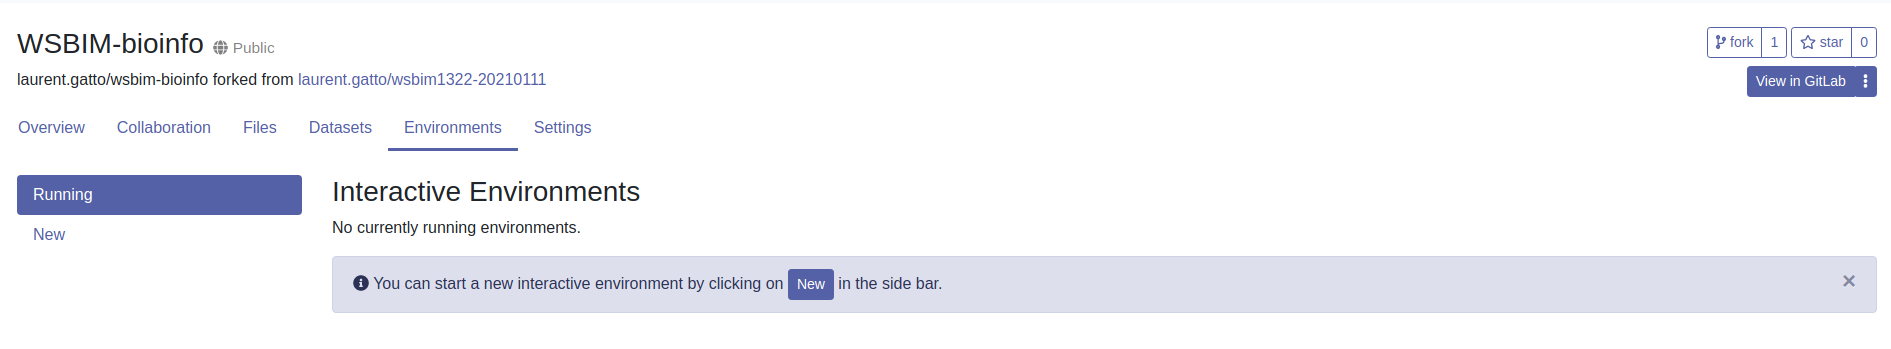 WSBIM-bioinfo Public
fork 1 star 0
laurent.gatto/wsbim-bioinfo forked from laurent.gatto/wsbim1322-20210111
View in GitLab
Overview Collaboration Files Datasets Environments Settings
Running
New
Interactive Environments
No currently running environments.
You can start a new interactive environment by clicking on New in the side bar.